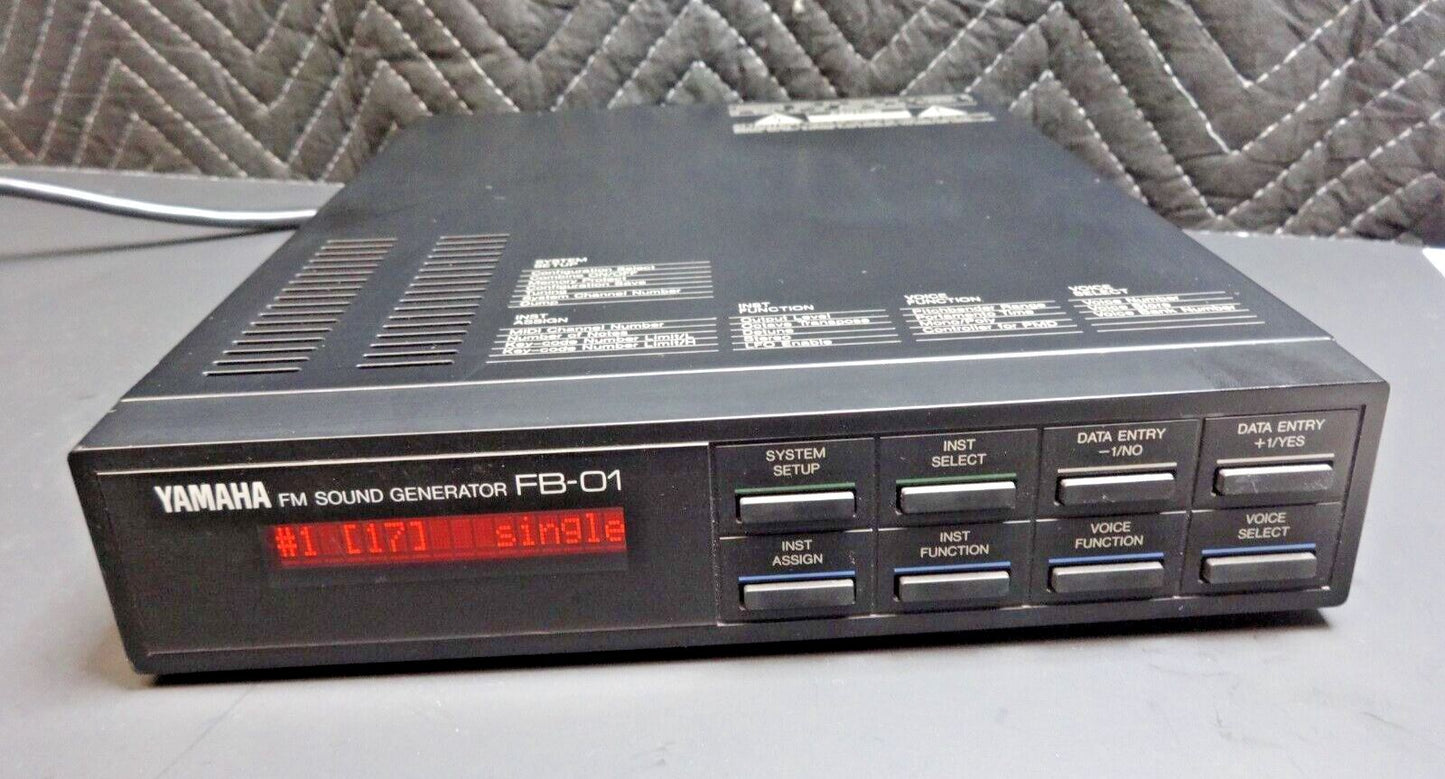 SYSTEM
SETUP
Configuration Select
Combine ON/OFF
Memory Protect
Configuration Save
System Channel Number
INST
ASSIGN
MIDI Channel Number
Number of Notes
Key-code Number Limit/L
Key-code Number Limit/H
INST
FUNCTION
Output Level
Octave Transpose
Detune
Stereo
LFO Enable
VOICE
FUNCTION
Pitchbender Range
Portamento Time
Mono/Poly
Controller for PMD
VOICE
SELECT
Voice Number
Voice Bank Number
YAMAHA FM SOUND GENERATOR FB-01
#1 [17] single
SYSTEM
SETUP
INST
SELECT
DATA ENTRY
-1/NO
DATA ENTRY
+1/YES
INST
ASSIGN
INST
FUNCTION
VOICE
FUNCTION
VOICE
SELECT